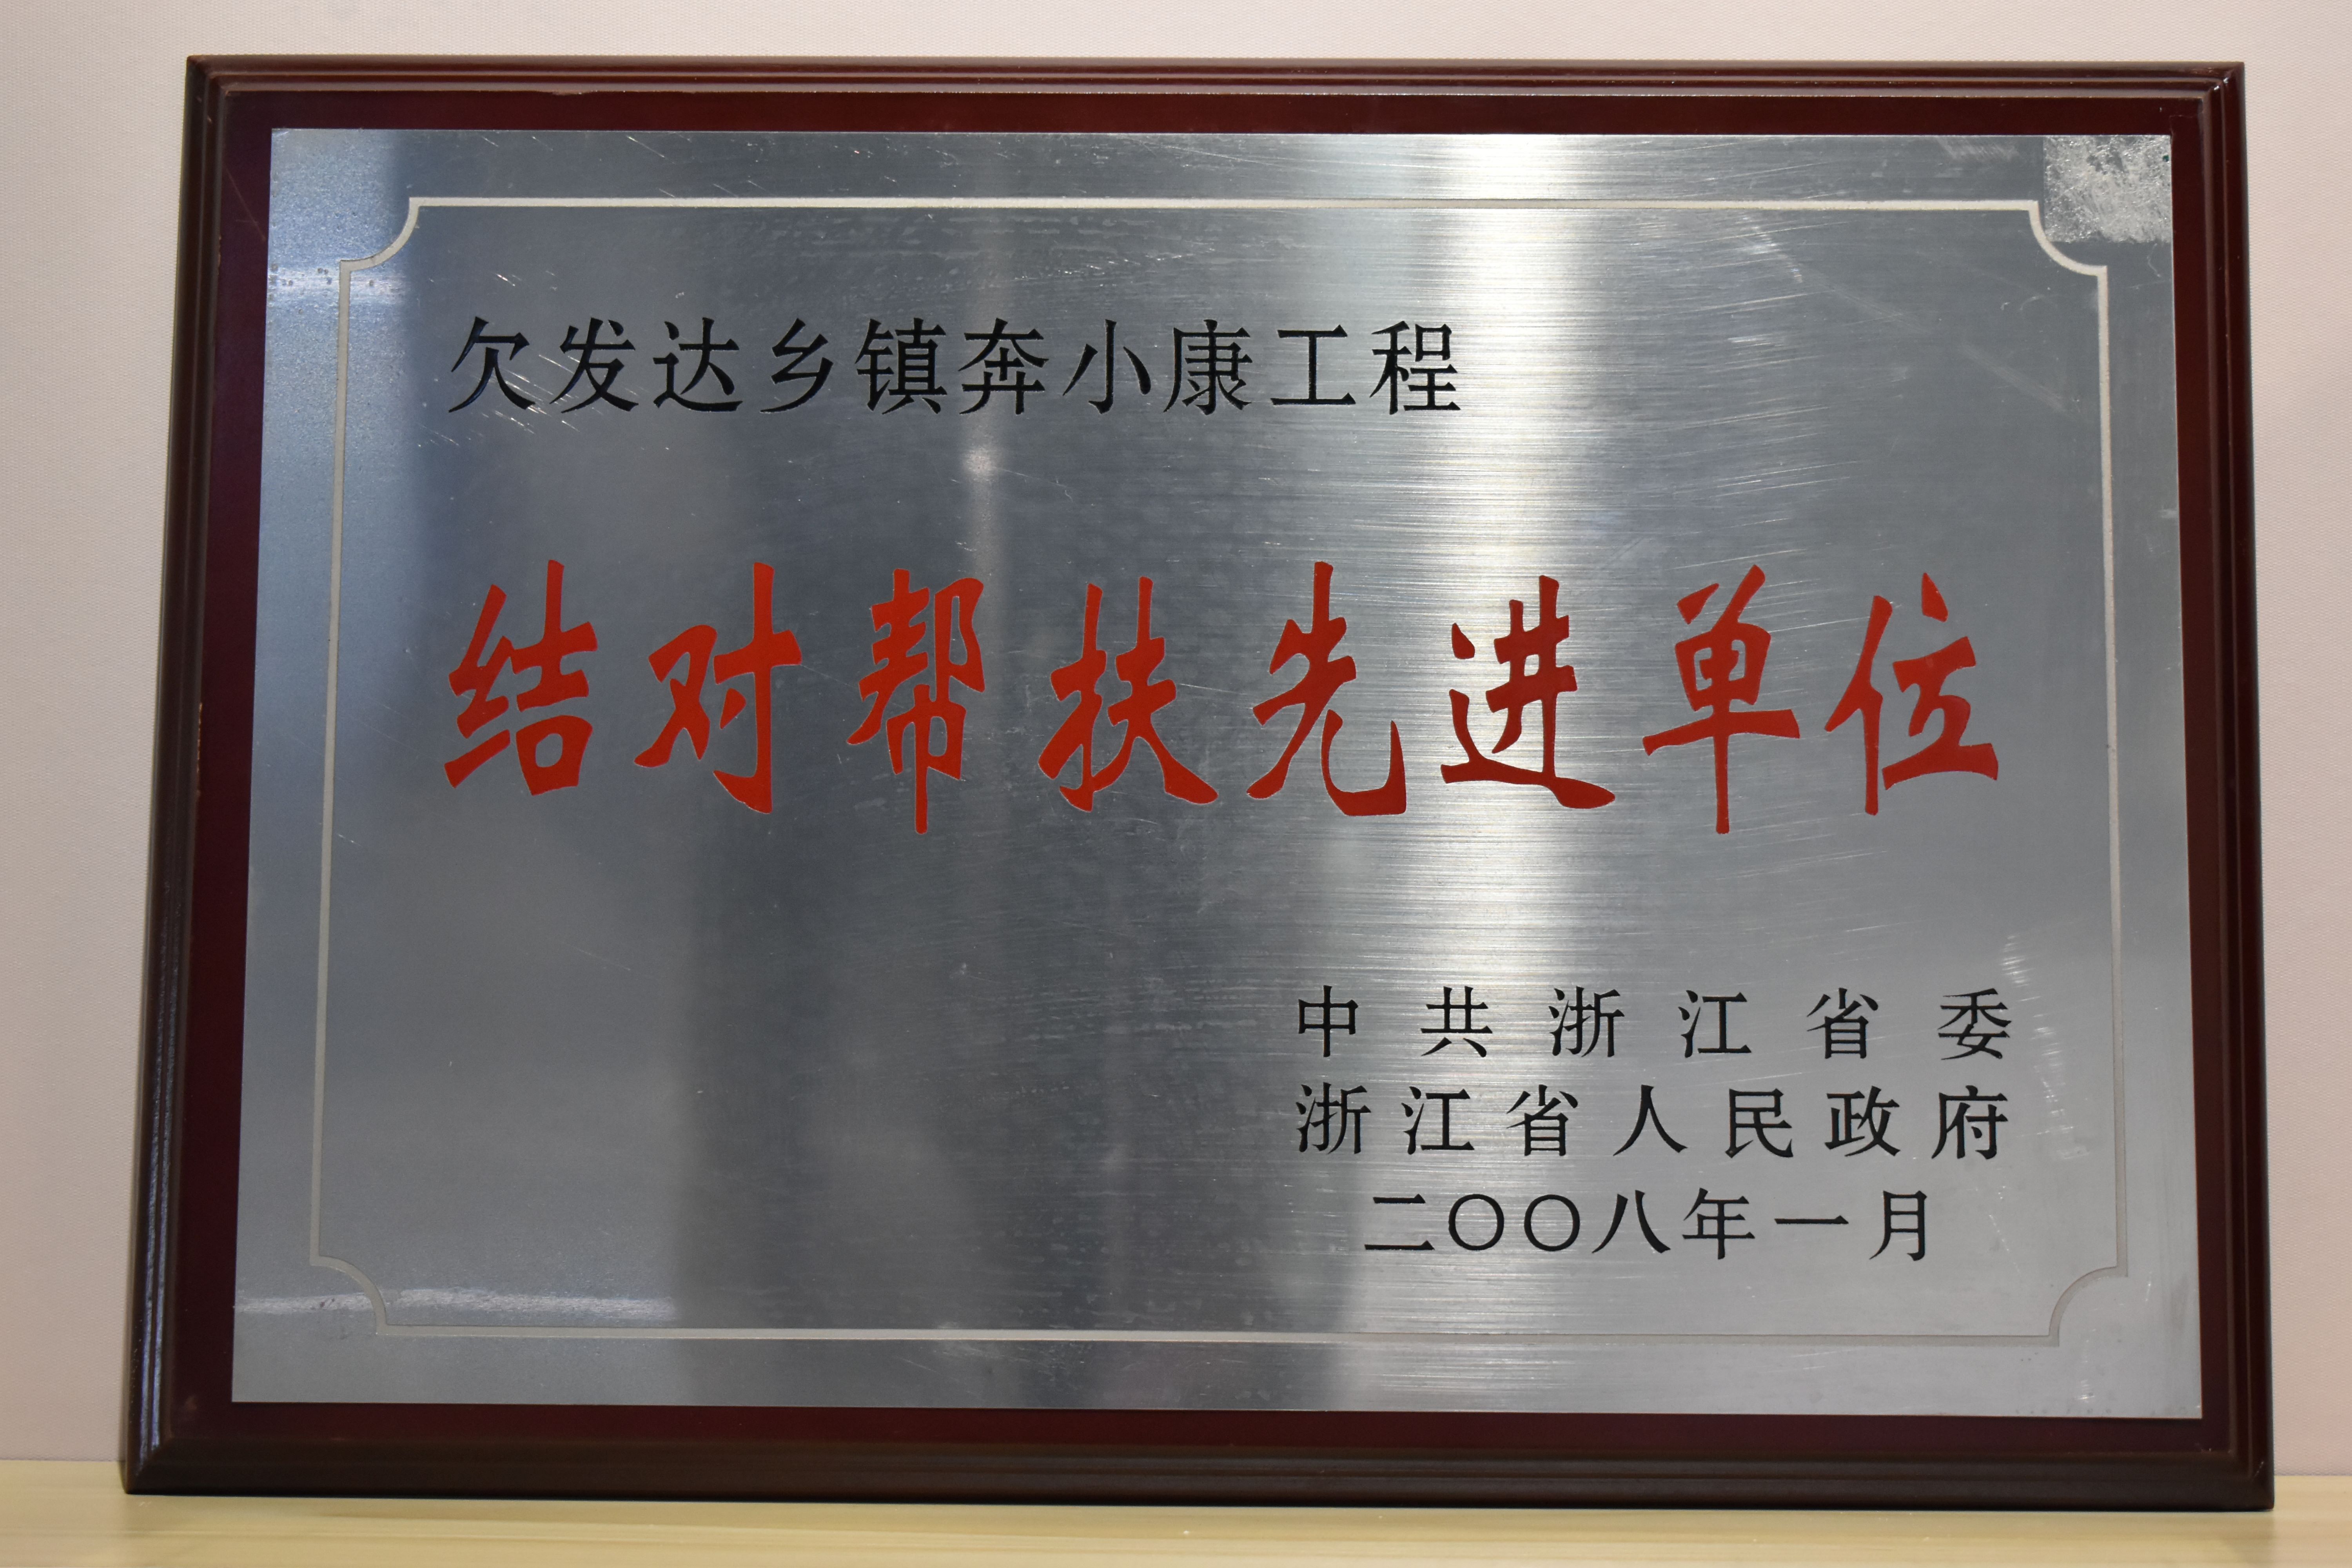 欠发达乡镇奔小康工程
结对帮扶先进单位
中共浙江省委
浙江省人民政府
二〇〇八年一月